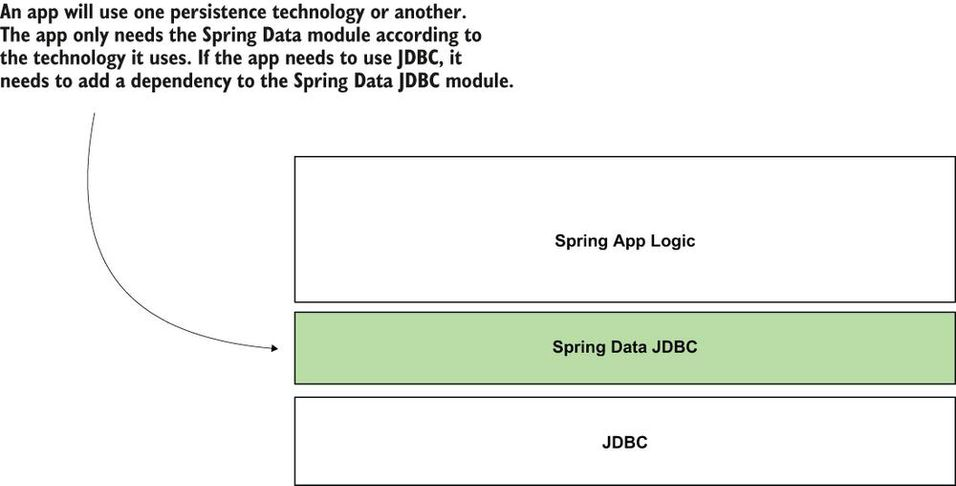 An app will use one persistence technology or another.
The app only needs the Spring Data module according to
the technology it uses. If the app needs to use JDBC, it
needs to add a dependency to the Spring Data JDBC module.
Spring App Logic
Spring Data JDBC
JDBC